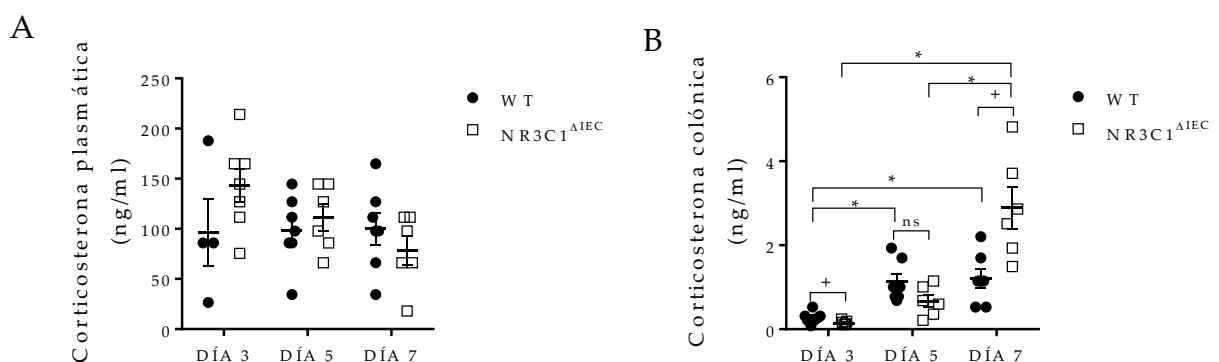 A
Corticosterona plasmática
(ng/ml)
250
200
150
100
50
0
DÍA 3 DÍA 5 DÍA 7
WT
NR3C1ΔIEC
B
Corticosterona colónica
(ng/ml)
6
4
2
0
*
*
+
*
*
ns
+
DÍA 3 DÍA 5 DÍA 7
WT
NR3C1ΔIEC